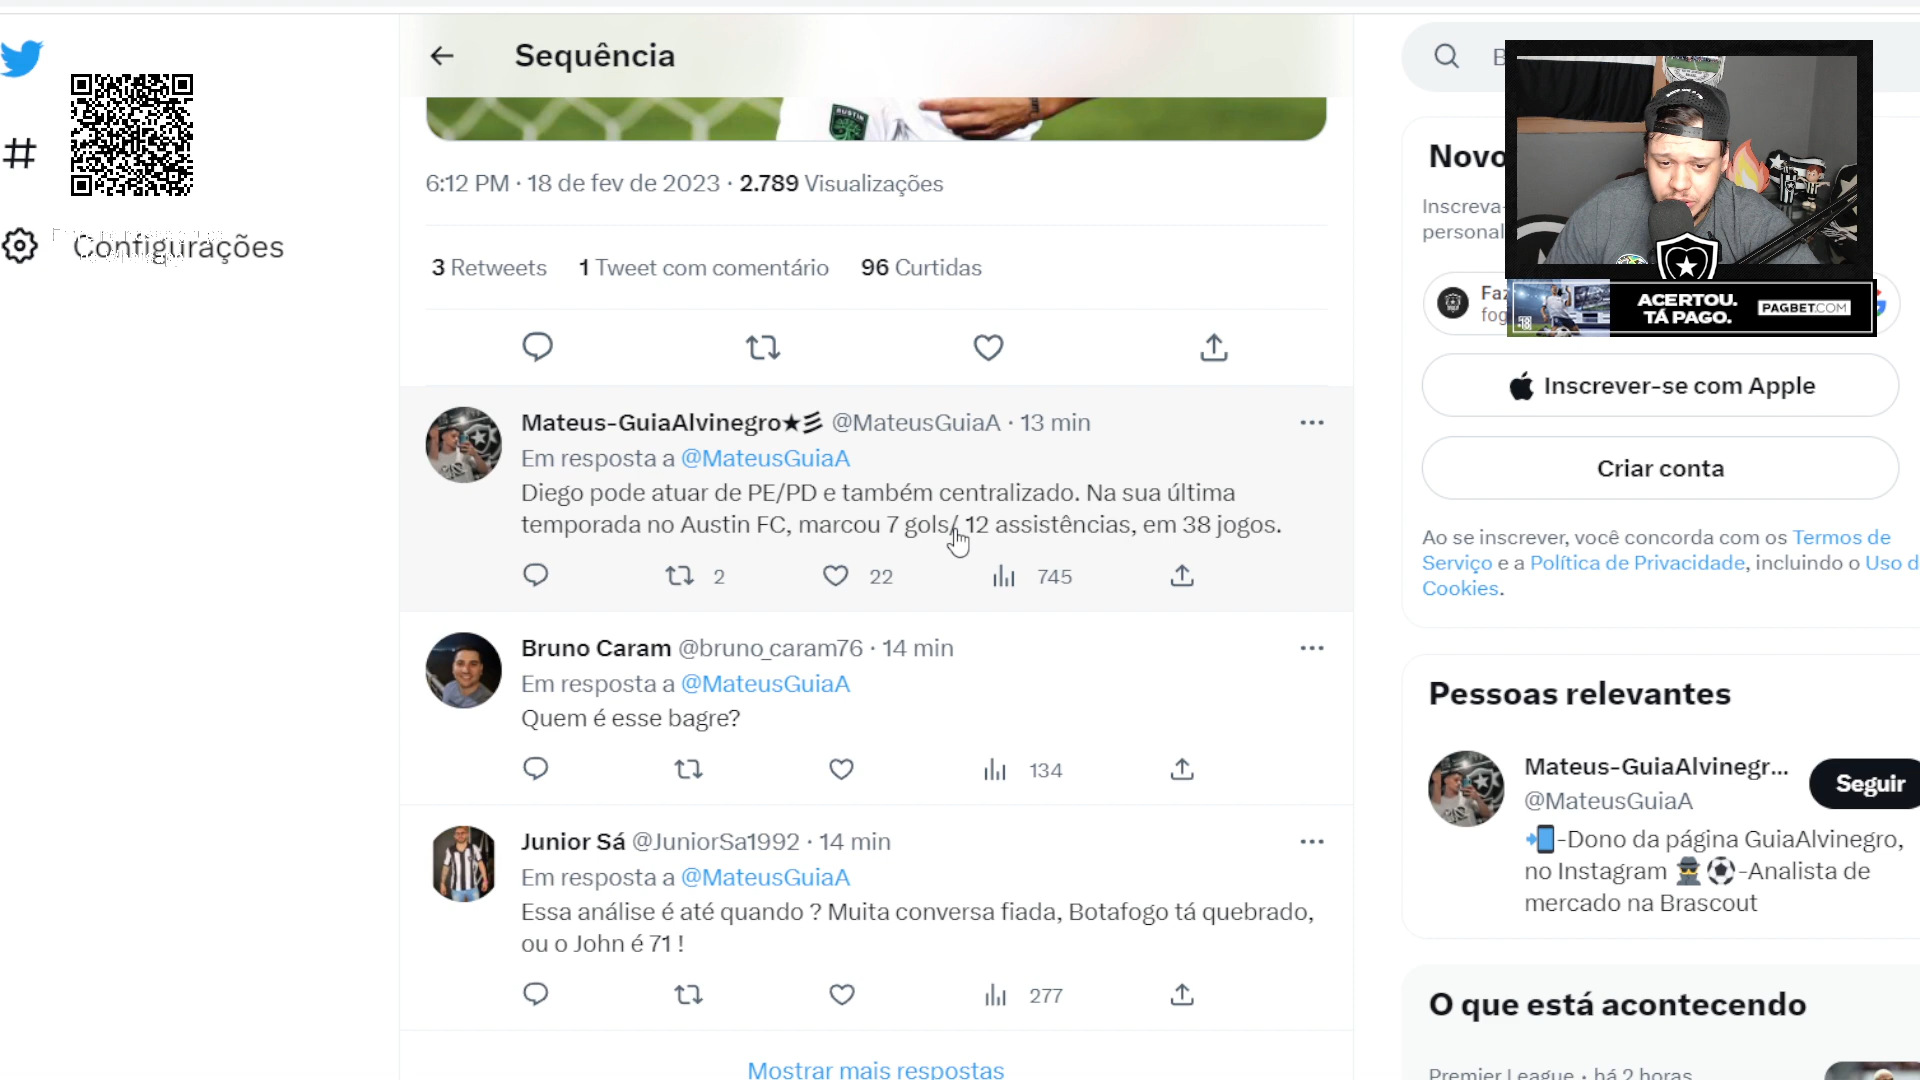 Sequência
AUSTIN
6:12 PM · 18 de fev de 2023 · 2.789 Visualizações
3 Retweets 1 Tweet com comentário 96 Curtidas
#
Configurações
Mateus-GuiaAlvinegro★彡 @MateusGuiaA · 13 min
Em resposta a @MateusGuiaA
Diego pode atuar de PE/PD e também centralizado. Na sua última
temporada no Austin FC, marcou 7 gols/ 12 assistências, em 38 jogos.
2 22 745
Bruno Caram @bruno_caram76 · 14 min
Em resposta a @MateusGuiaA
Quem é esse bagre?
134
Junior Sá @JuniorSa1992 · 14 min
Em resposta a @MateusGuiaA
Essa análise é até quando ? Muita conversa fiada, Botafogo tá quebrado,
ou o John é 71 !
277
Mostrar mais respostas
Novo
Inscreva-
personal
Faz
fog
ACERTOU.
TÁ PAGO.
PAGBET.COM
Inscrever-se com Apple
Criar conta
Ao se inscrever, você concorda com os Termos de
Serviço e a Política de Privacidade, incluindo o Uso d
Cookies.
Pessoas relevantes
Mateus-GuiaAlvinegr...
@MateusGuiaA
Seguir
📲-Dono da página GuiaAlvinegro,
no Instagram 🕵️⚽-Analista de
mercado na Brascout
O que está acontecendo
Premier League · há 2 horas